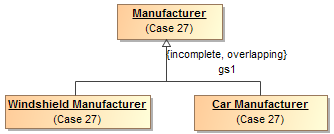 Manufacturer
(Case 27)
{incomplete, overlapping}
gs1
Windshield Manufacturer
(Case 27)
Car Manufacturer
(Case 27)